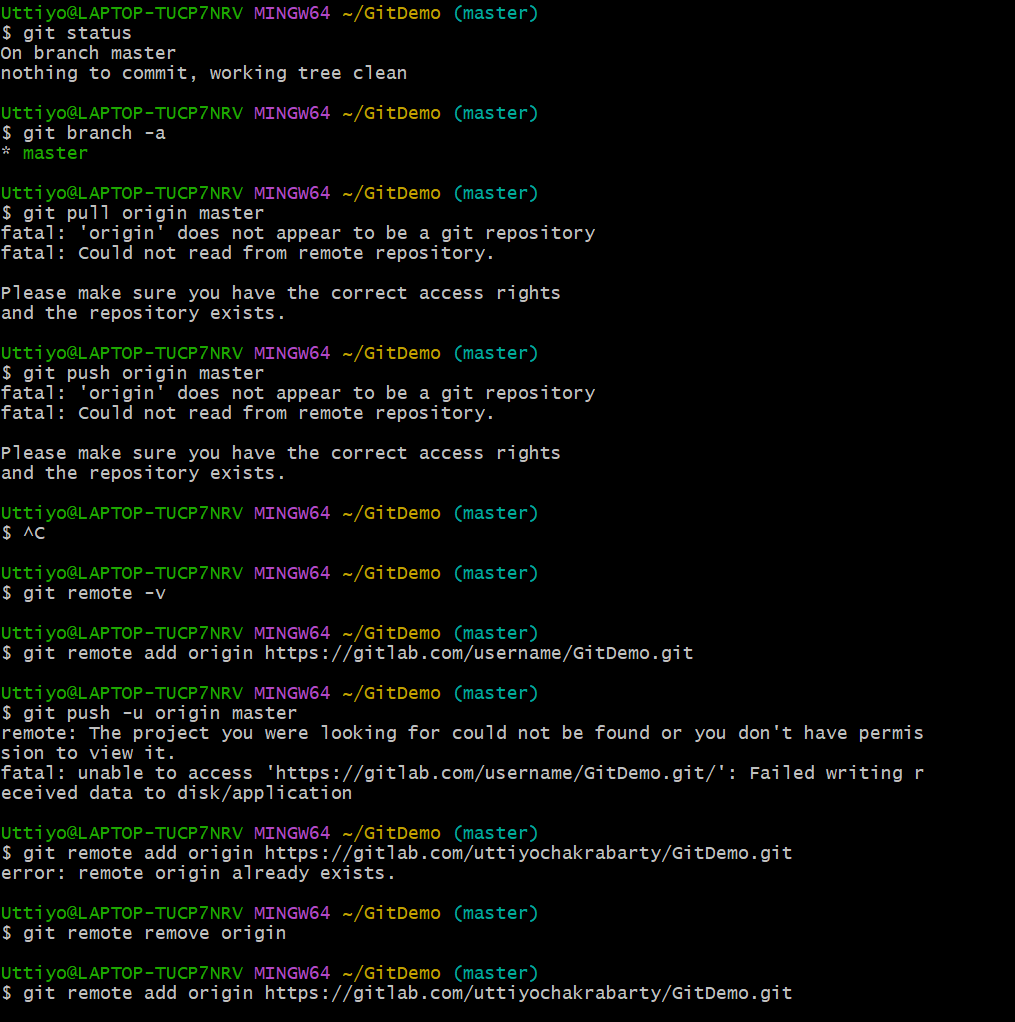 Uttiyo@LAPTOP-TUCP7NRV MINGW64 ~/GitDemo (master)
$ git status
On branch master
nothing to commit, working tree clean
Uttiyo@LAPTOP-TUCP7NRV MINGW64 ~/GitDemo (master)
$ git branch -a
* master
Uttiyo@LAPTOP-TUCP7NRV MINGW64 ~/GitDemo (master)
$ git pull origin master
fatal: 'origin' does not appear to be a git repository
fatal: Could not read from remote repository.
Please make sure you have the correct access rights
and the repository exists.
Uttiyo@LAPTOP-TUCP7NRV MINGW64 ~/GitDemo (master)
$ git push origin master
fatal: 'origin' does not appear to be a git repository
fatal: Could not read from remote repository.
Please make sure you have the correct access rights
and the repository exists.
Uttiyo@LAPTOP-TUCP7NRV MINGW64 ~/GitDemo (master)
$ ^C
Uttiyo@LAPTOP-TUCP7NRV MINGW64 ~/GitDemo (master)
$ git remote -v
Uttiyo@LAPTOP-TUCP7NRV MINGW64 ~/GitDemo (master)
$ git remote add origin https://gitlab.com/username/GitDemo.git
Uttiyo@LAPTOP-TUCP7NRV MINGW64 ~/GitDemo (master)
$ git push -u origin master
remote: The project you were looking for could not be found or you don't have permis
sion to view it.
fatal: unable to access 'https://gitlab.com/username/GitDemo.git/': Failed writing r
eceived data to disk/application
Uttiyo@LAPTOP-TUCP7NRV MINGW64 ~/GitDemo (master)
$ git remote add origin https://gitlab.com/uttiyochakrabarty/GitDemo.git
error: remote origin already exists.
Uttiyo@LAPTOP-TUCP7NRV MINGW64 ~/GitDemo (master)
$ git remote remove origin
Uttiyo@LAPTOP-TUCP7NRV MINGW64 ~/GitDemo (master)
$ git remote add origin https://gitlab.com/uttiyochakrabarty/GitDemo.git